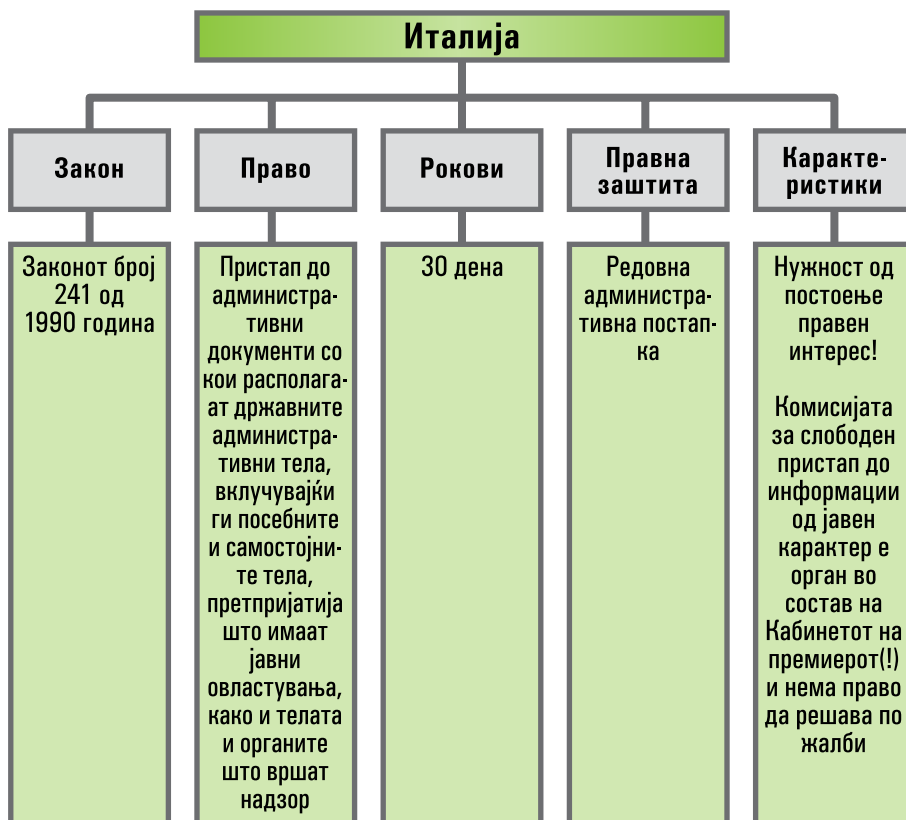 Италија
Закон
Законот број
241 од
1990 година
Право
Пристап до
администра-
тивни
документи со
кои располага-
ат државните
администра-
тивни тела,
вклучувајќи
ги посебните
и самостојни-
те тела,
претпријатија
што имаат
јавни
овластувања,
како и телата
и органите
што вршат
надзор
Рокови
30 дена
Правна
заштита
Редовна
администра-
тивна постап-
ка
Каракте-
ристики
Нужност од
постоење
правен
интерес!
Комисијата
за слободен
пристап до
информации
од јавен
карактер е
орган во
состав на
Кабинетот на
премиерот(!)
и нема право
да решава по
жалби